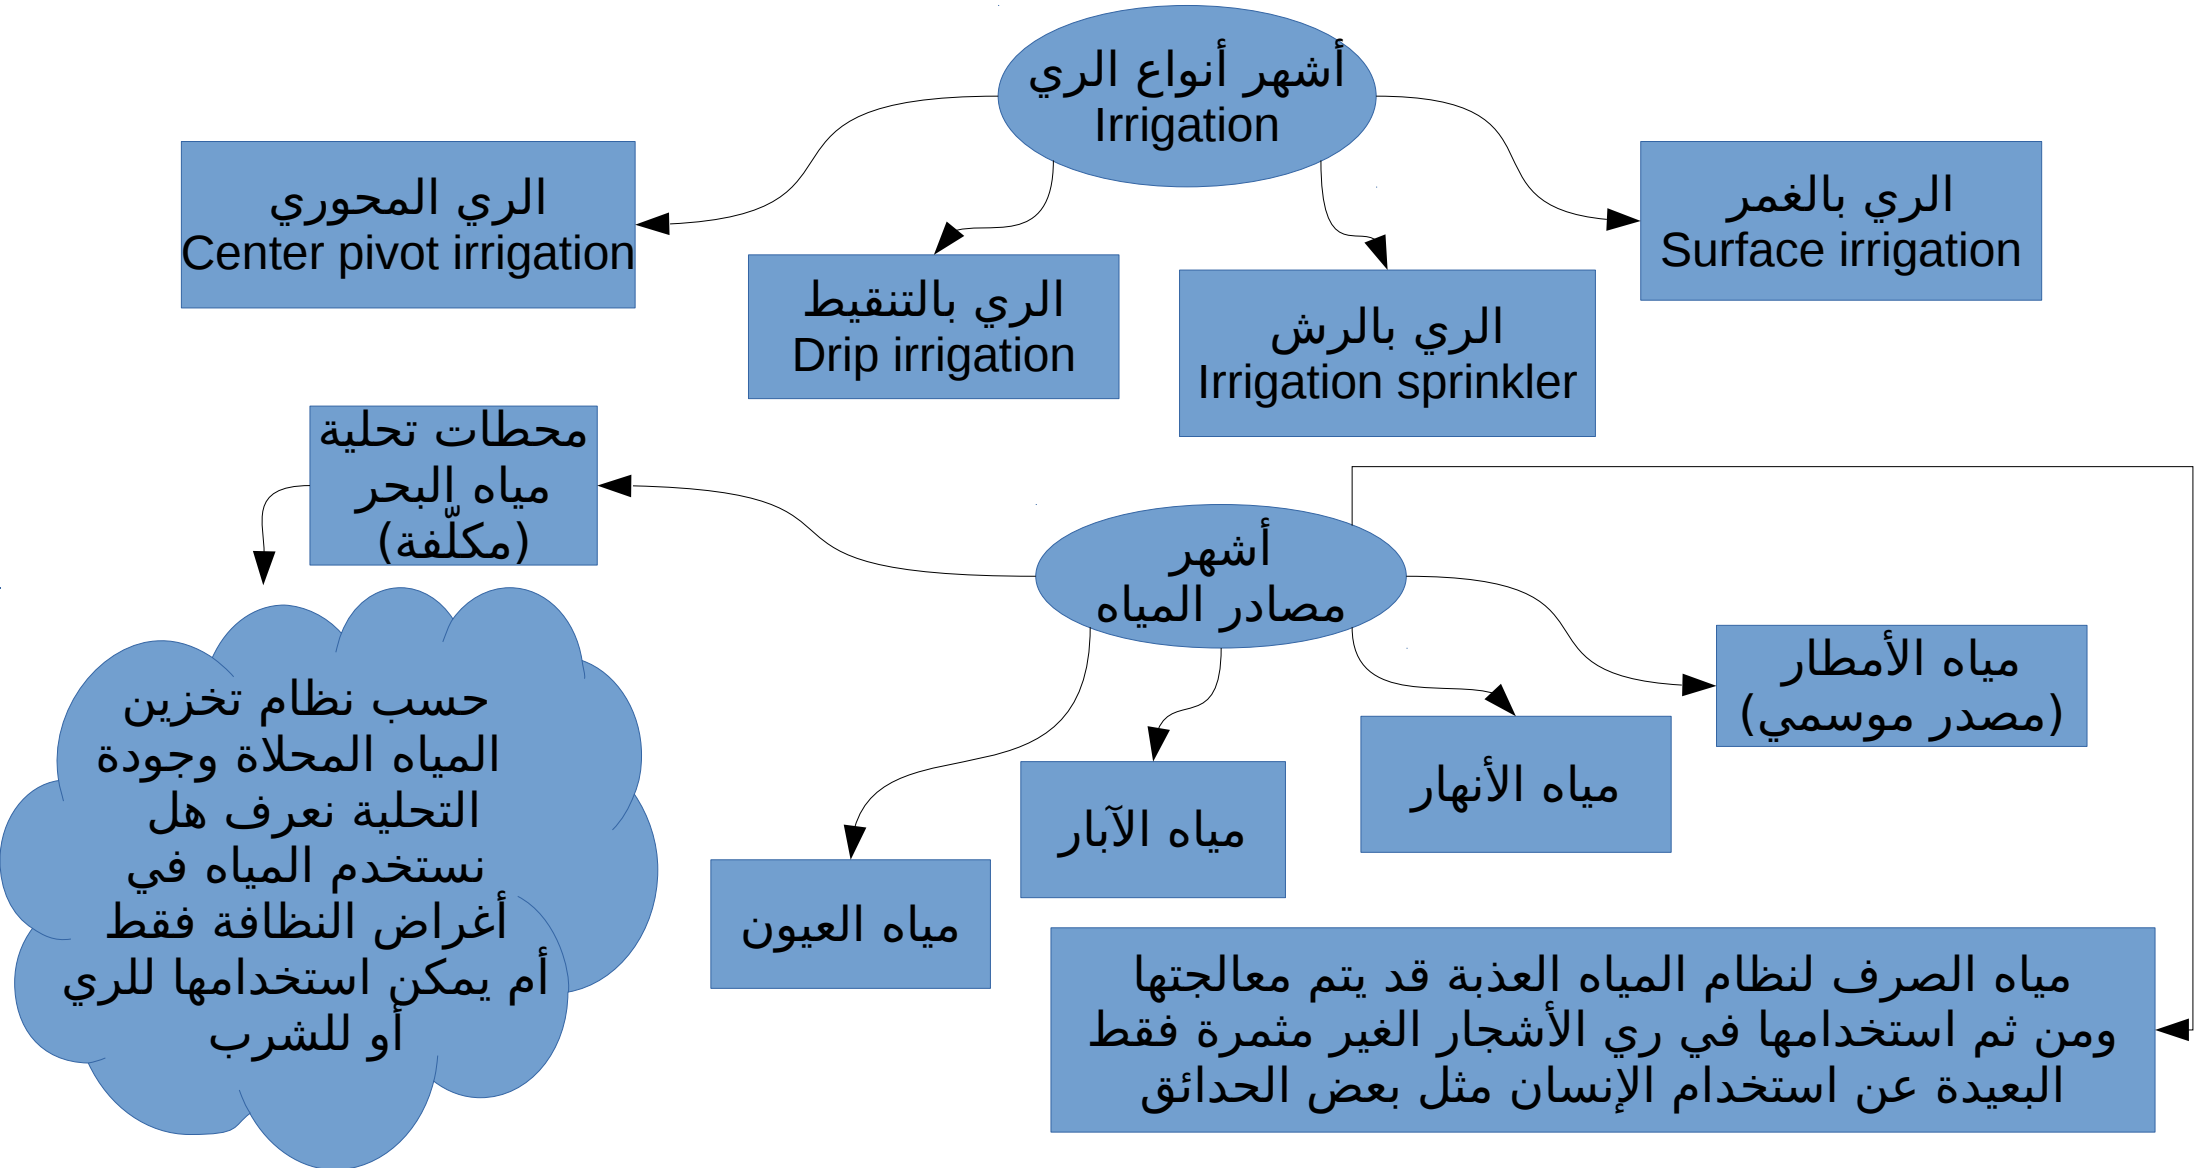 أشهر أنواع الري
Irrigation
الري بالغمر
Surface irrigation
الري بالرش
Irrigation sprinkler
الري بالتنقيط
Drip irrigation
الري المحوري
Center pivot irrigation
أشهر
مصادر المياه
مياه الأمطار
(مصدر موسمي)
مياه الأنهار
مياه الآبار
مياه العيون
محطات تحلية
مياه البحر
(مكلّفة)
حسب نظام تخزين
المياه المحلاة وجودة
التحلية نعرف هل
نستخدم المياه في
أغراض النظافة فقط
أم يمكن استخدامها للري
أو للشرب
مياه الصرف لنظام المياه العذبة قد يتم معالجتها
ومن ثم استخدامها في ري الأشجار الغير مثمرة فقط
البعيدة عن استخدام الإنسان مثل بعض الحدائق